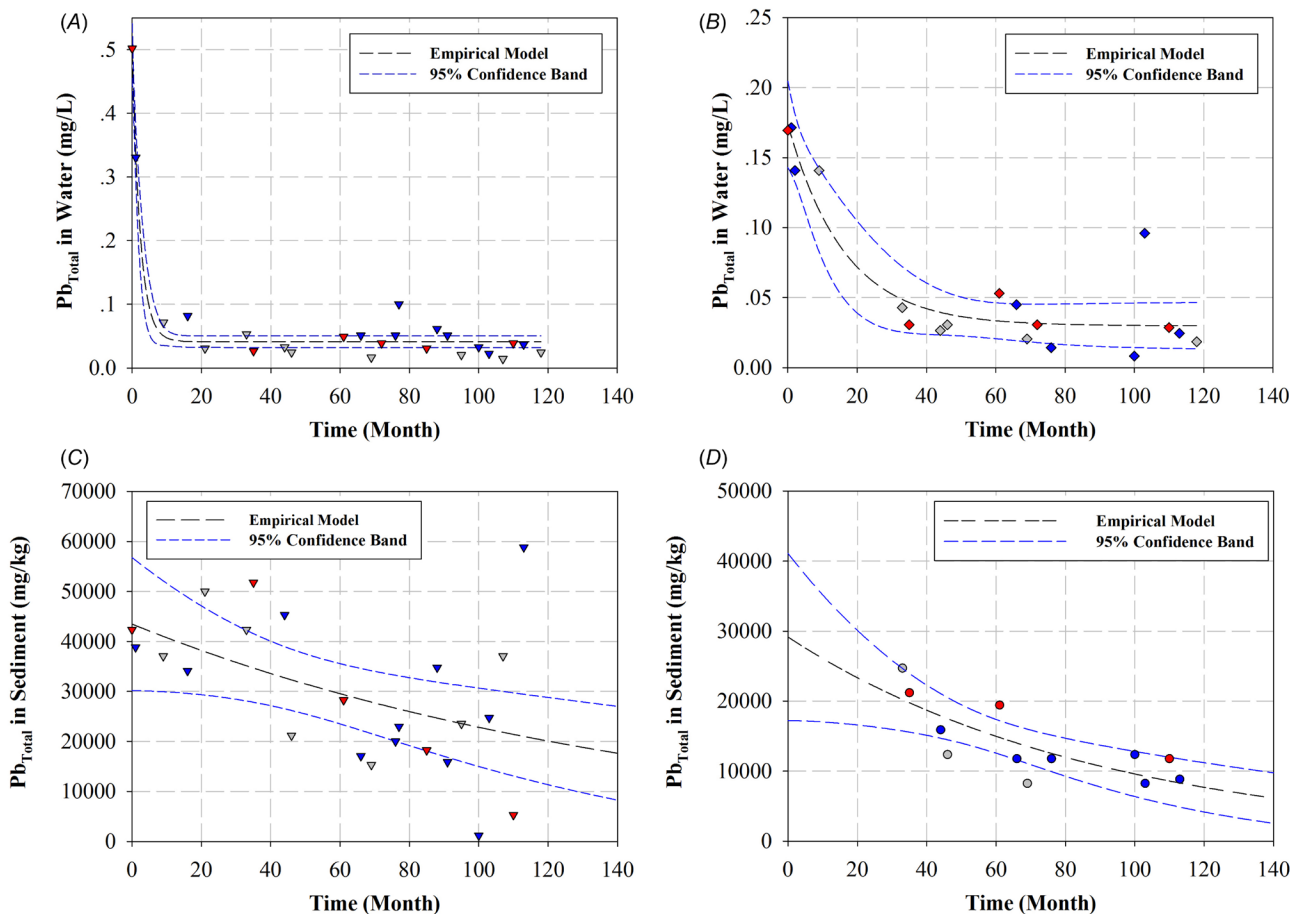 (A)
Pb_Total in Water (mg/L)
.5
.4
.3
.2
.1
0.0
Empirical Model
95% Confidence Band
0 20 40 60 80 100 120 140
Time (Month)
(B)
Pb_Total in Water (mg/L)
.25
.20
.15
.10
.05
0.00
Empirical Model
95% Confidence Band
0 20 40 60 80 100 120 140
Time (Month)
(C)
Pb_Total in Sediment (mg/kg)
70000
60000
50000
40000
30000
20000
10000
0
Empirical Model
95% Confidence Band
0 20 40 60 80 100 120 140
Time (Month)
(D)
Pb_Total in Sediment (mg/kg)
50000
40000
30000
20000
10000
0
Empirical Model
95% Confidence Band
0 20 40 60 80 100 120 140
Time (Month)